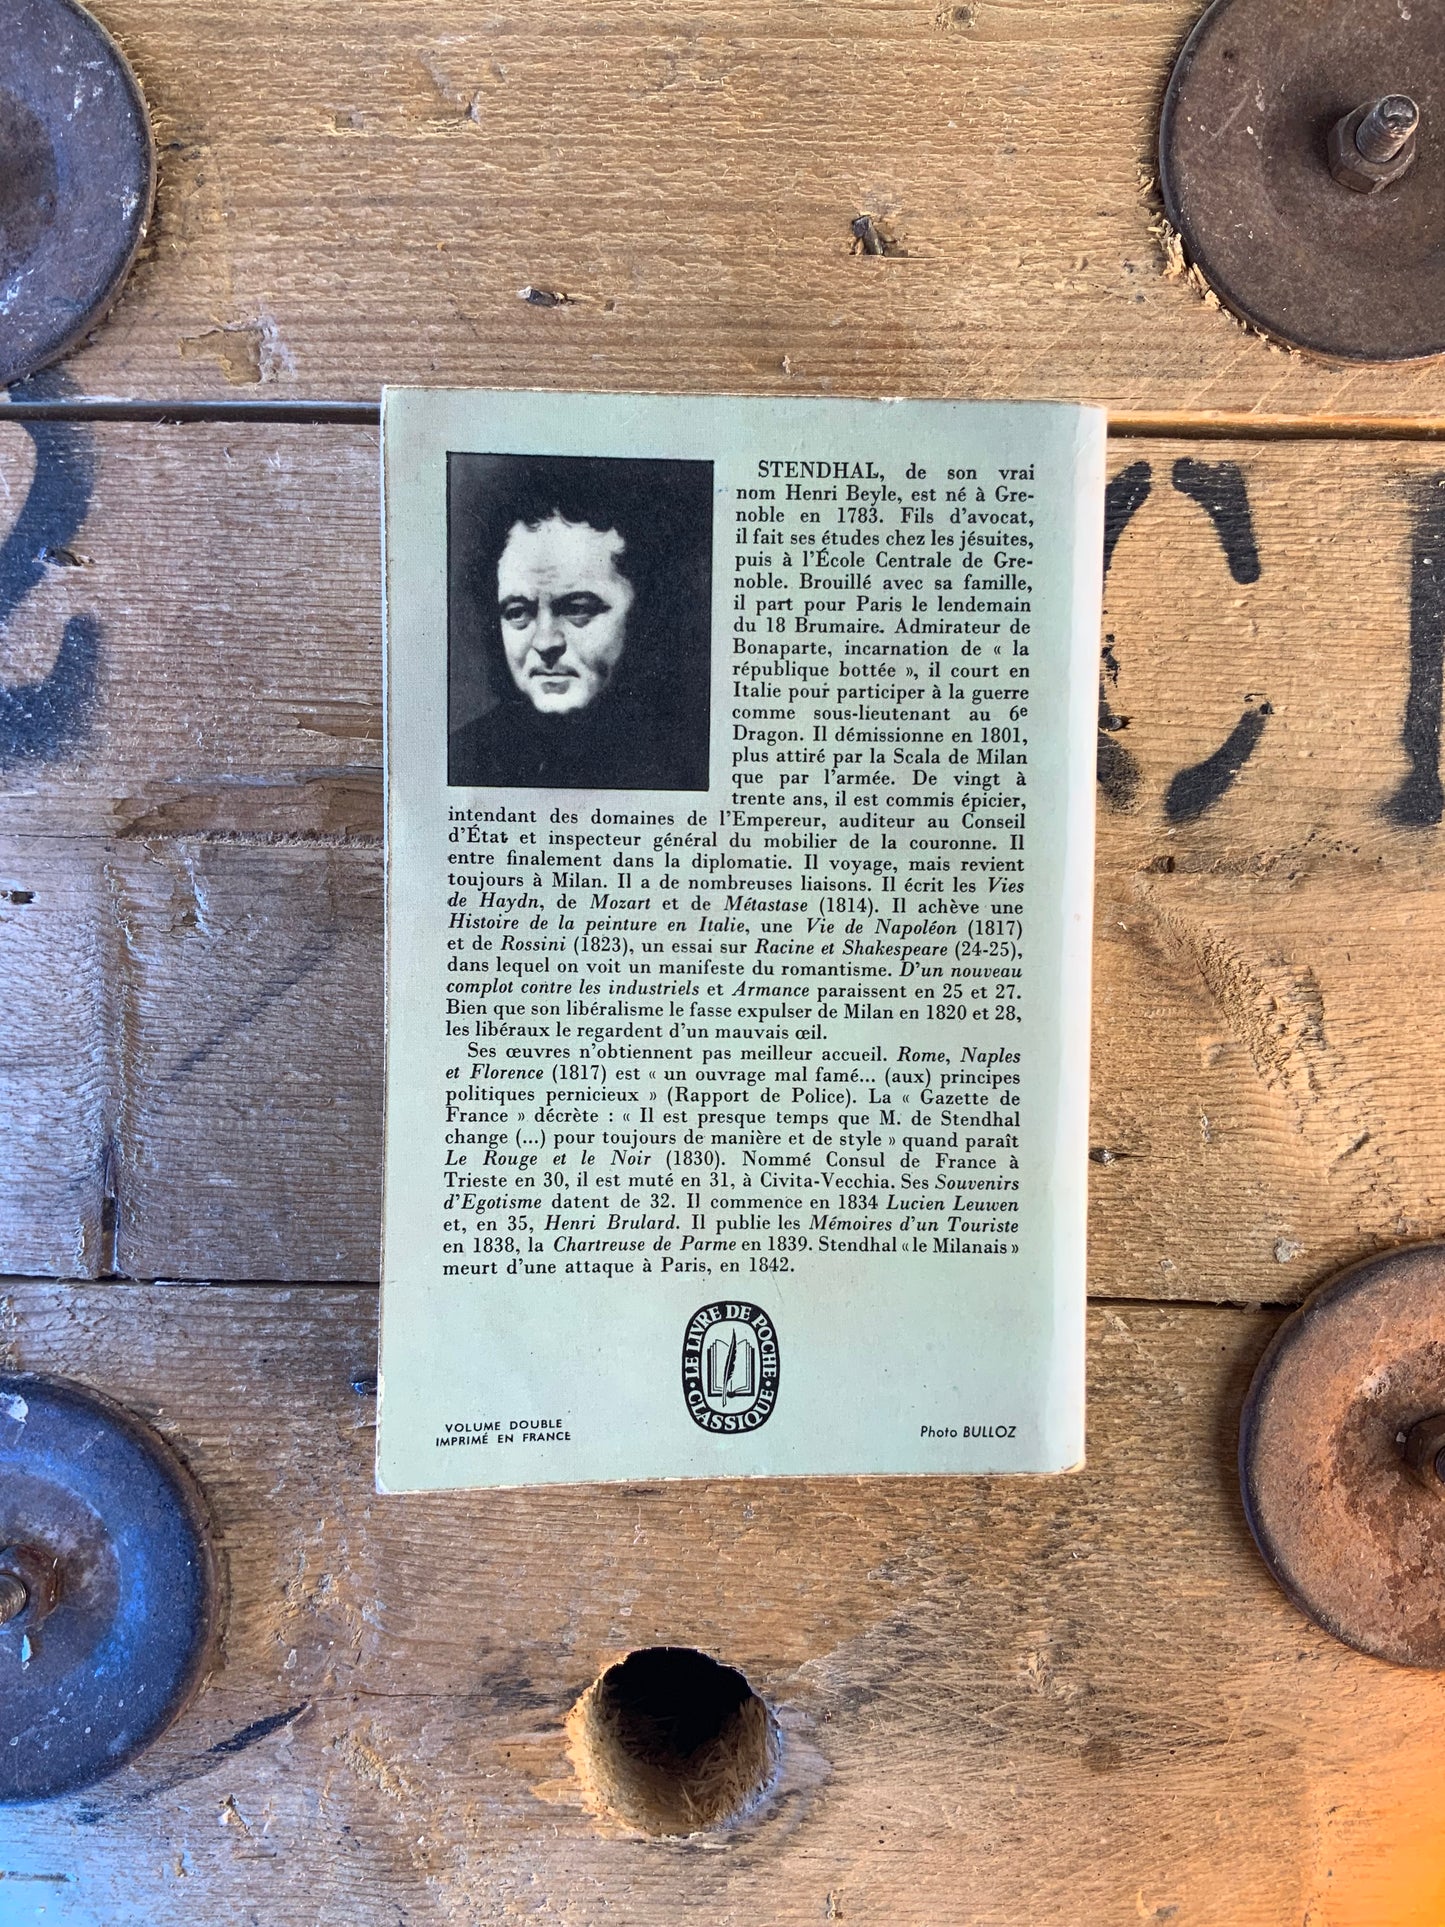 STENDHAL, de son vrai
nom Henri Beyle, est né à Gre-
noble en 1783. Fils d'avocat,
il fait ses études chez les jésuites,
puis à l'École Centrale de Gre-
noble. Brouillé avec sa famille,
il part pour Paris le lendemain
du 18 Brumaire. Admirateur de
Bonaparte, incarnation de « la
république bottée », il court en
Italie pour participer à la guerre
comme sous-lieutenant au 6e
Dragon. Il démissionne en 1801,
plus attiré par la Scala de Milan
que par l'armée. De vingt à
trente ans, il est commis épicier,
intendant des domaines de l'Empereur, auditeur au Conseil
d'État et inspecteur général du mobilier de la couronne. Il
entre finalement dans la diplomatie. Il voyage, mais revient
toujours à Milan. Il a de nombreuses liaisons. Il écrit les Vies
de Haydn, de Mozart et de Métastase (1814). Il achève une
Histoire de la peinture en Italie, une Vie de Napoléon (1817)
et de Rossini (1823), un essai sur Racine et Shakespeare (24-25),
dans lequel on voit un manifeste du romantisme. D'un nouveau
complot contre les industriels et Armance paraissent en 25 et 27.
Bien que son libéralisme le fasse expulser de Milan en 1820 et 28,
les libéraux le regardent d'un mauvais œil.
Ses œuvres n'obtiennent pas meilleur accueil. Rome, Naples
et Florence (1817) est « un ouvrage mal famé... (aux) principes
politiques pernicieux » (Rapport de Police). La « Gazette de
France » décrète : « Il est presque temps que M. de Stendhal
change (...) pour toujours de manière et de style » quand paraît
Le Rouge et le Noir (1830). Nommé Consul de France à
Trieste en 30, il est muté en 31, à Civita-Vecchia. Ses Souvenirs
d'Egotisme datent de 32. Il commence en 1834 Lucien Leuwen
et, en 35, Henri Brulard. Il publie les Mémoires d'un Touriste
en 1838, la Chartreuse de Parme en 1839. Stendhal « le Milanais »
meurt d'une attaque à Paris, en 1842.
LE LIVRE DE POCHE
CLASSIQUE
VOLUME DOUBLE
IMPRIMÉ EN FRANCE
Photo BULLOZ